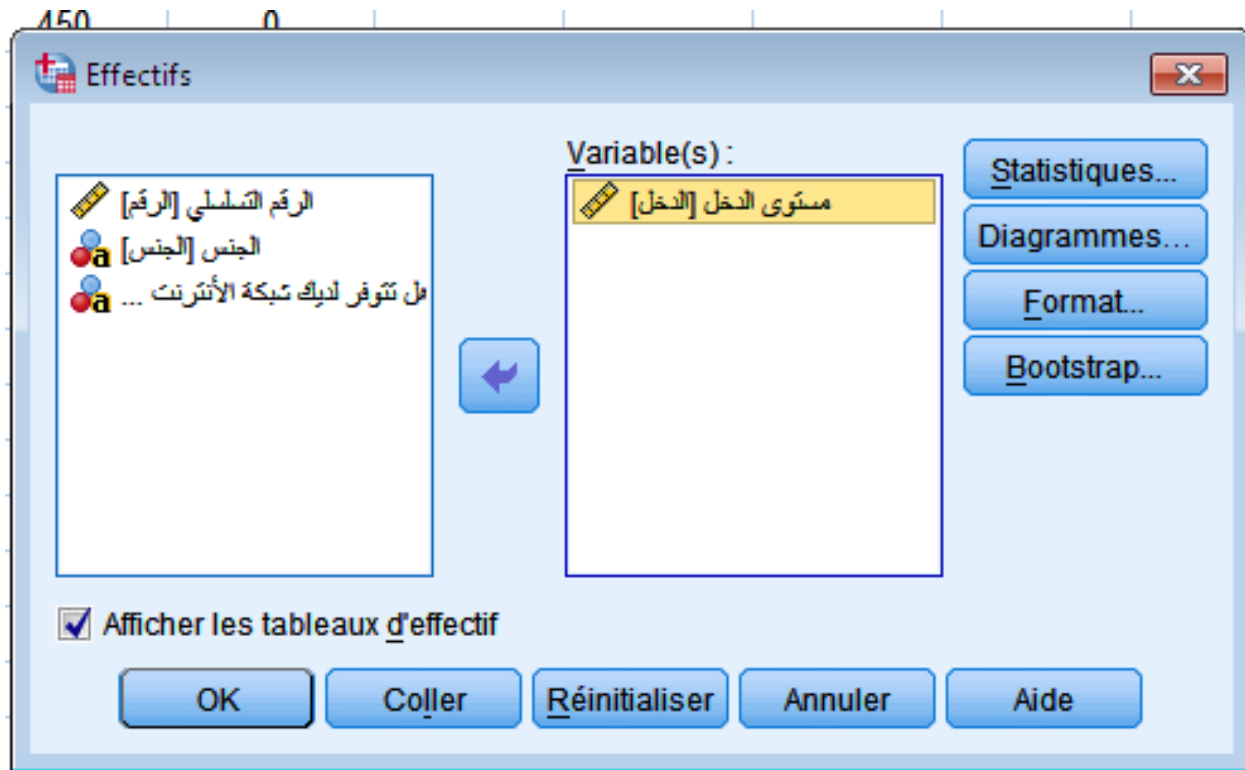 450 0
Effectifs
Variable(s) :
الرقم التسلسلي [الرقم]
الجنس [الجنس]
هل تتوفر لديك شبكة الأنترنت ...
مستوى الدخل [الدخل]
Statistiques...
Diagrammes...
Format...
Bootstrap...
Afficher les tableaux d'effectif
OK
Coller
Réinitialiser
Annuler
Aide